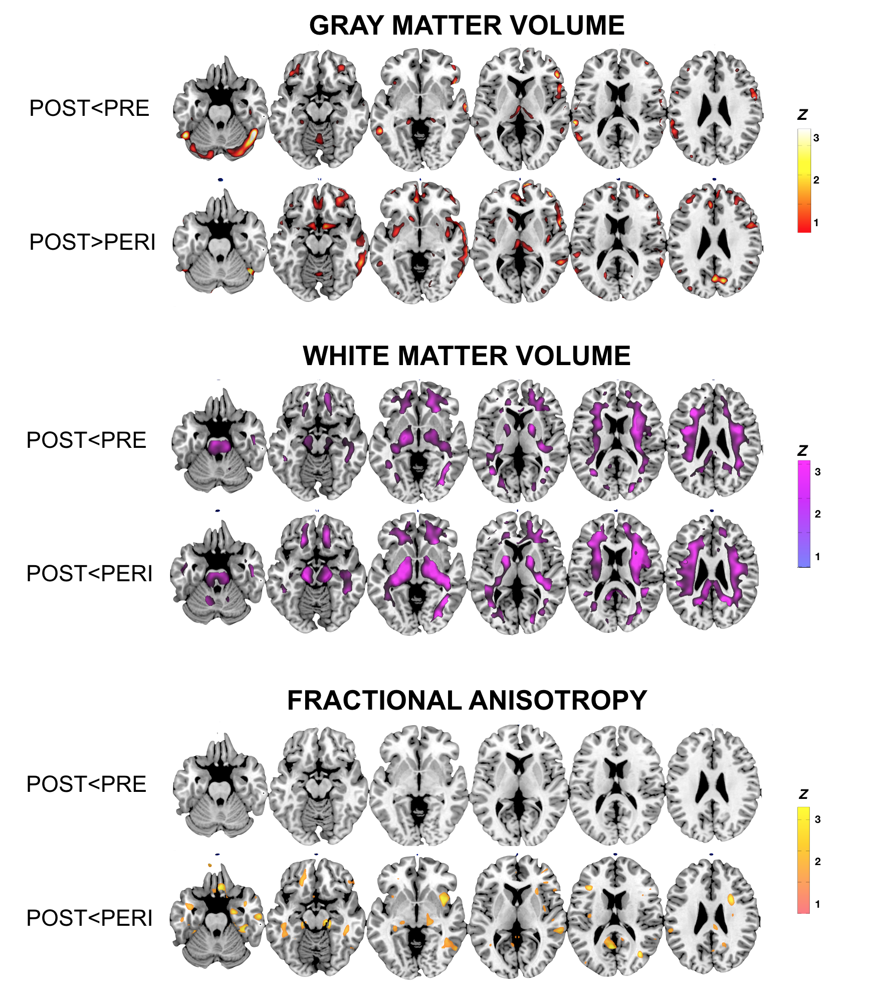 GRAY MATTER VOLUME
POST<PRE
z
3
2
1
POST>PERI
WHITE MATTER VOLUME
POST<PRE
z
3
2
1
POST<PERI
FRACTIONAL ANISOTROPY
POST<PRE
z
3
2
1
POST<PERI